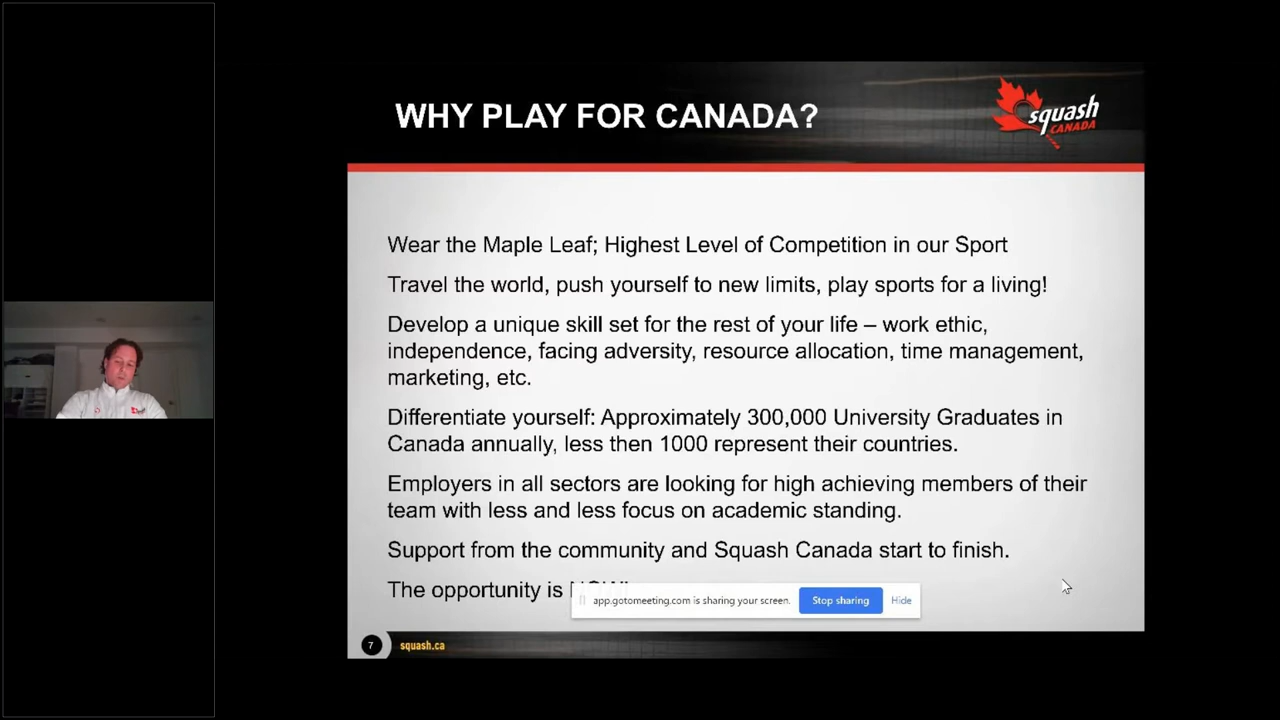 WHY PLAY FOR CANADA?
squash
CANADA
Wear the Maple Leaf; Highest Level of Competition in our Sport
Travel the world, push yourself to new limits, play sports for a living!
Develop a unique skill set for the rest of your life – work ethic,
independence, facing adversity, resource allocation, time management,
marketing, etc.
Differentiate yourself: Approximately 300,000 University Graduates in
Canada annually, less then 1000 represent their countries.
Employers in all sectors are looking for high achieving members of their
team with less and less focus on academic standing.
Support from the community and Squash Canada start to finish.
The opportunity is
app.gotomeeting.com is sharing your screen.
Stop sharing
Hide
7
squash.ca